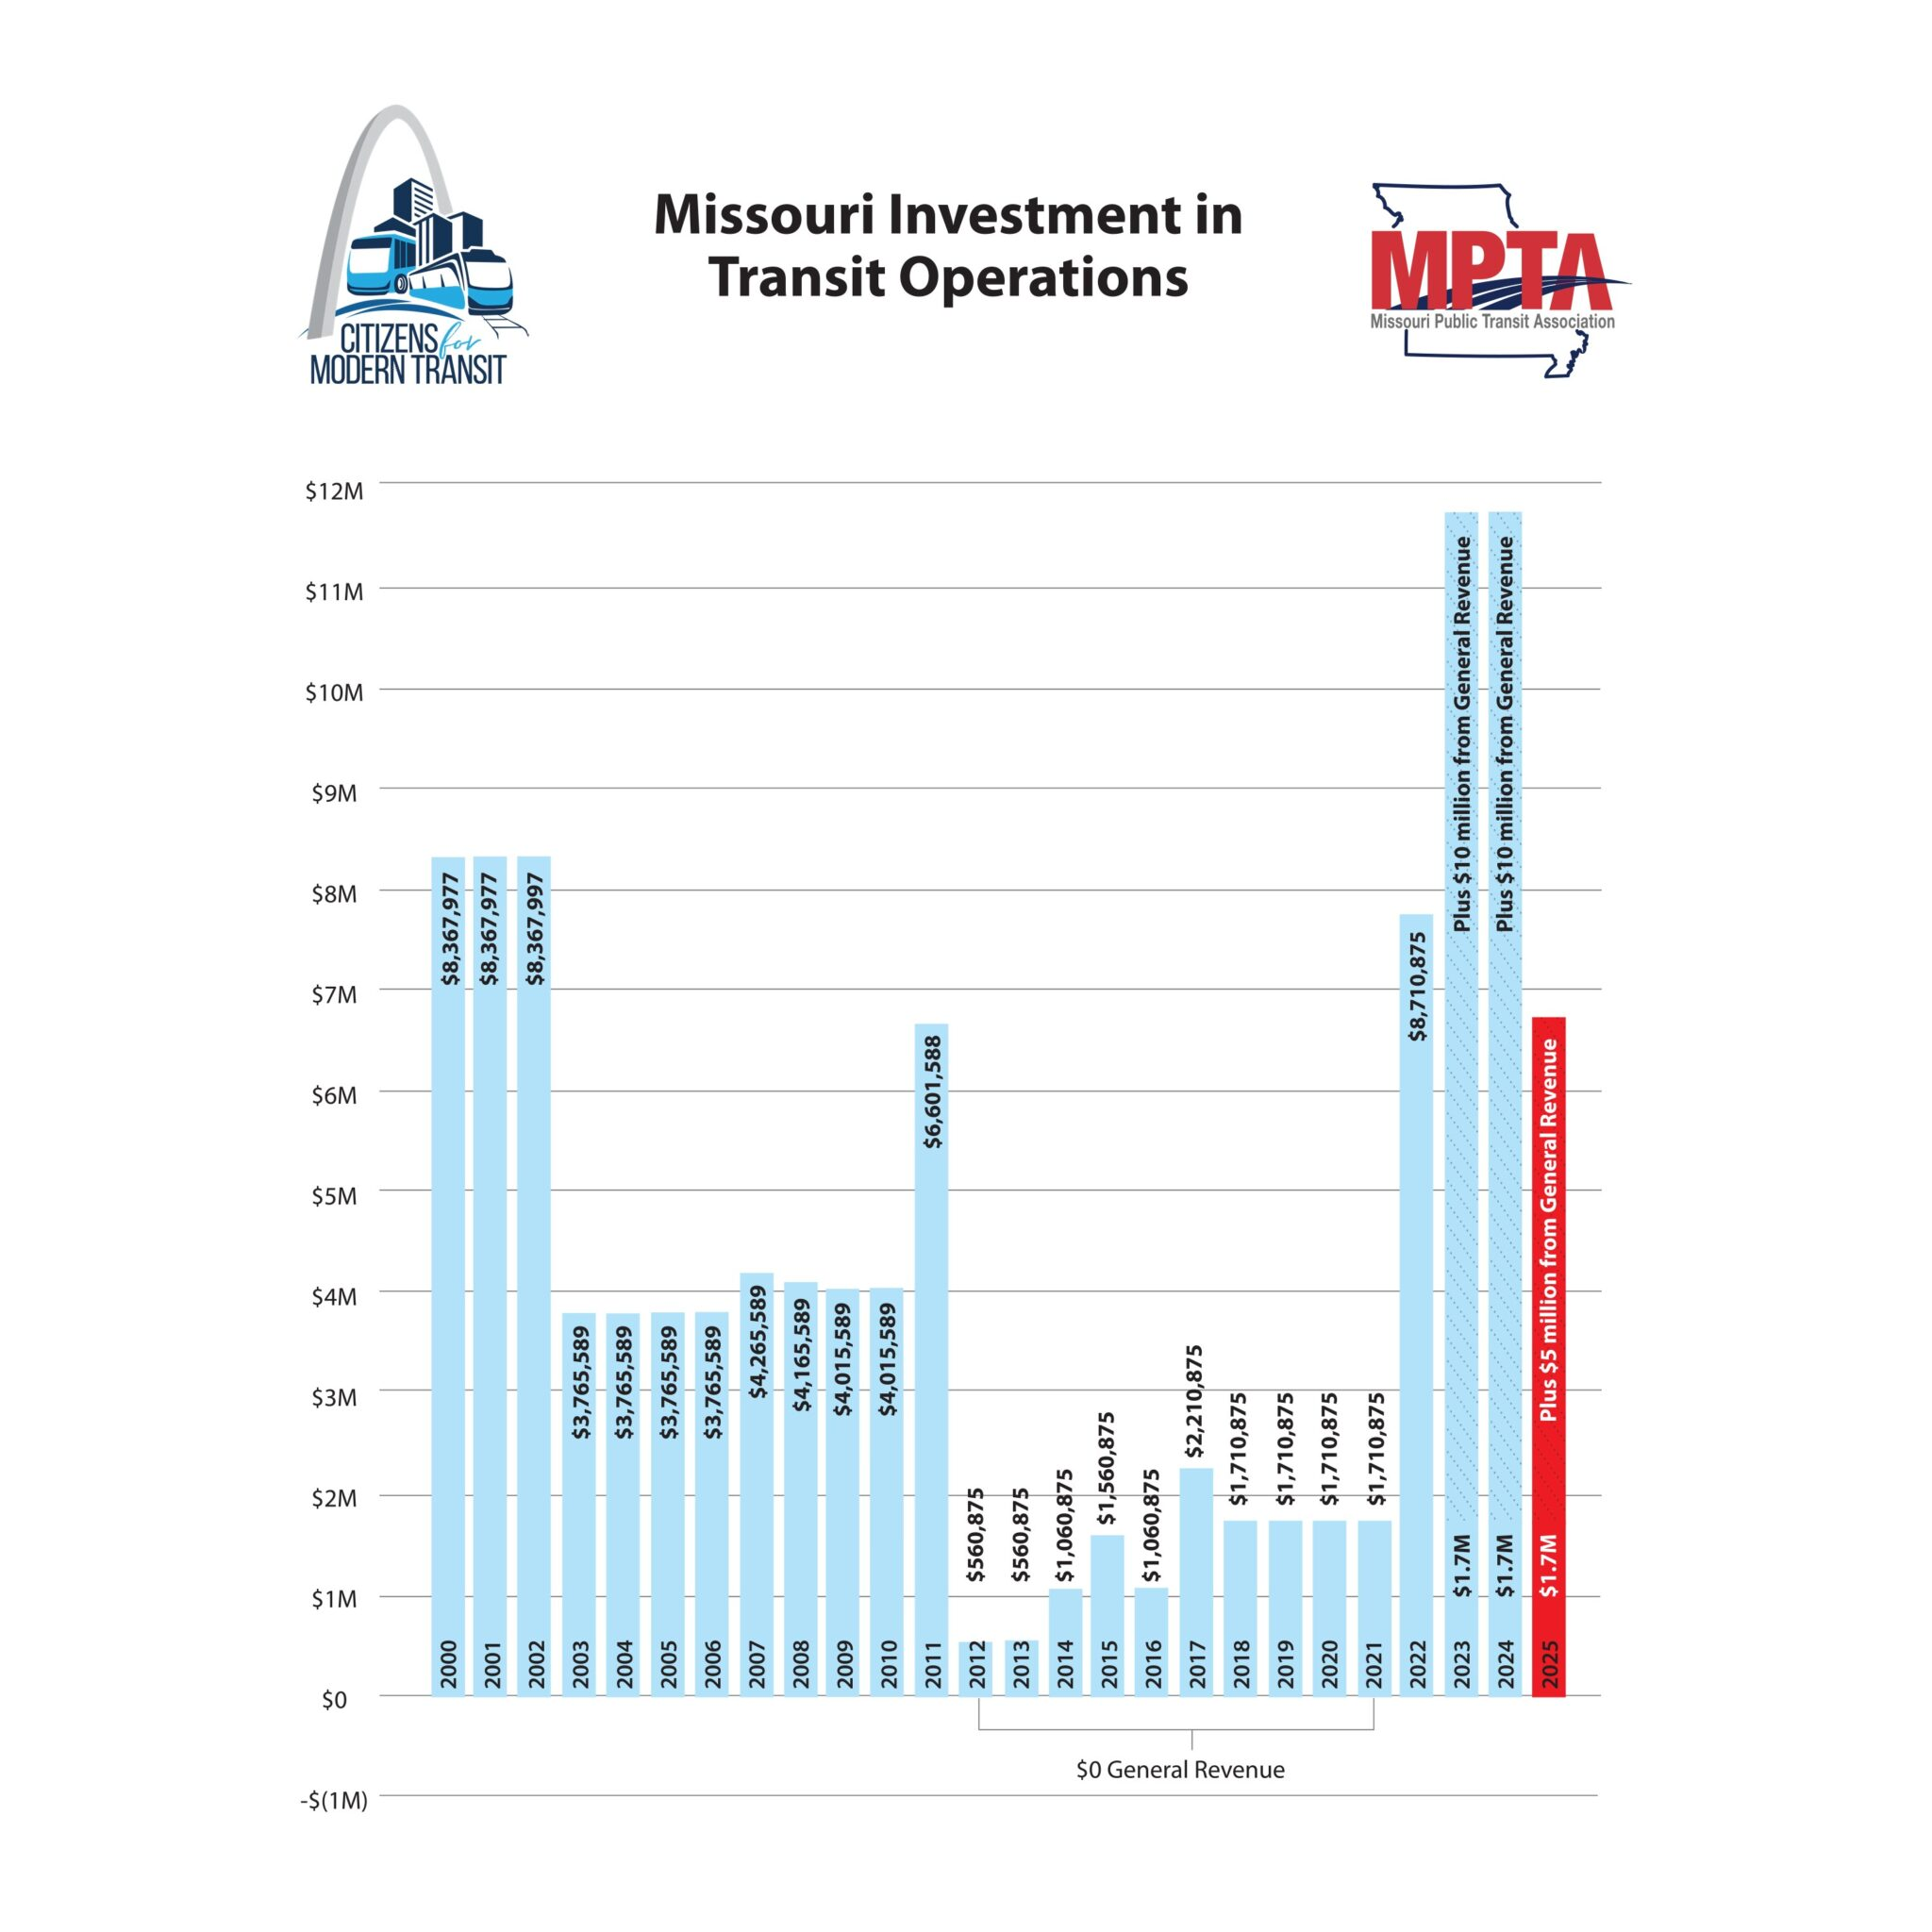 CITIZENS for
MODERN TRANSIT
Missouri Investment in
Transit Operations
MPTA
Missouri Public Transit Association
$12M
$11M
$10M
$9M
$8M
$7M
$6M
$5M
$4M
$3M
$2M
$1M
$0
-$(1M)
$8,367,977
$8,367,977
$8,367,997
$3,765,589
$3,765,589
$3,765,589
$3,765,589
$4,265,589
$4,165,589
$4,015,589
$4,015,589
$6,601,588
$560,875
$560,875
$1,060,875
$1,560,875
$1,060,875
$2,210,875
$1,710,875
$1,710,875
$1,710,875
$1,710,875
$8,710,875
Plus $10 million from General Revenue
$1.7M
Plus $10 million from General Revenue
$1.7M
Plus $5 million from General Revenue
$1.7M
2000
2001
2002
2003
2004
2005
2006
2007
2008
2009
2010
2011
2012
2013
2014
2015
2016
2017
2018
2019
2020
2021
2022
2023
2024
2025
$0 General Revenue